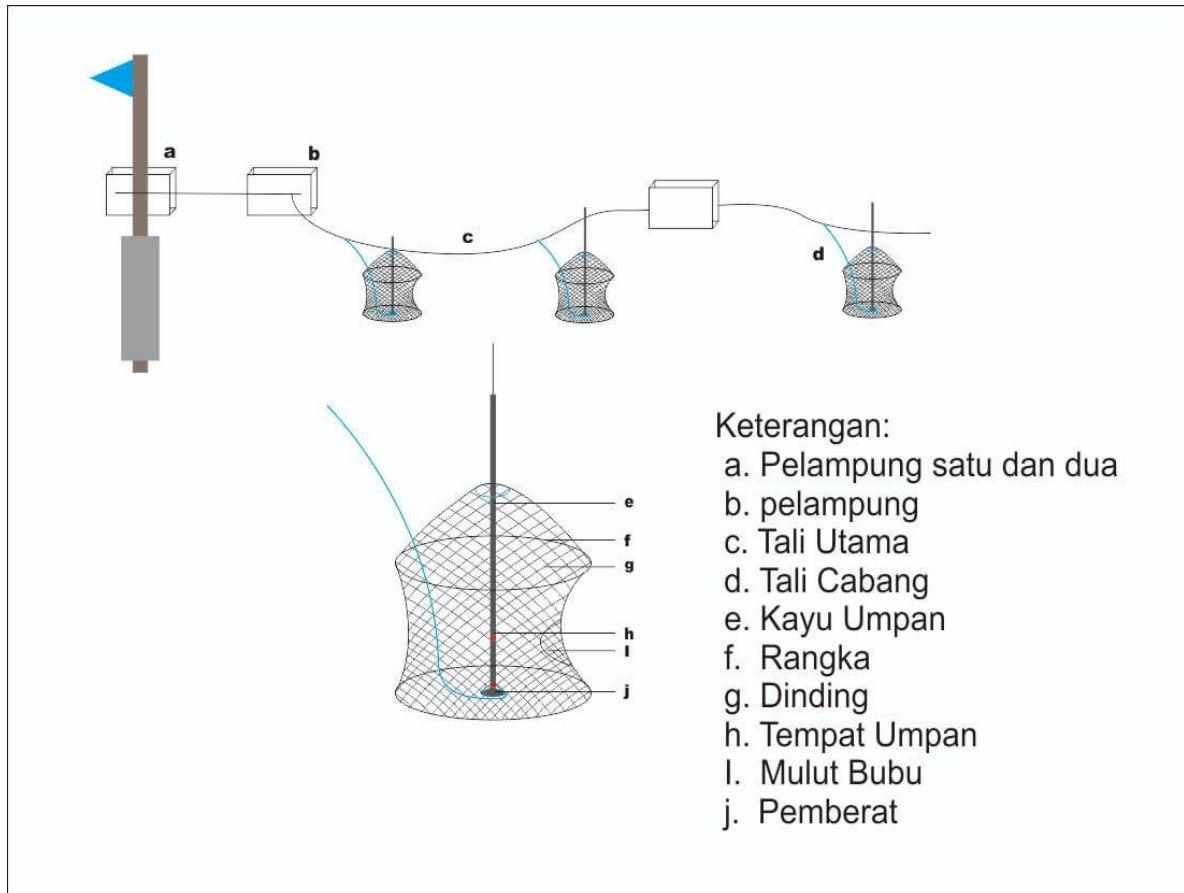 a
b
c
d
e
f
g
h
I
j
Keterangan:
a. Pelampung satu dan dua
b. pelampung
c. Tali Utama
d. Tali Cabang
e. Kayu Umpan
f. Rangka
g. Dinding
h. Tempat Umpan
I. Mulut Bubu
j. Pemberat